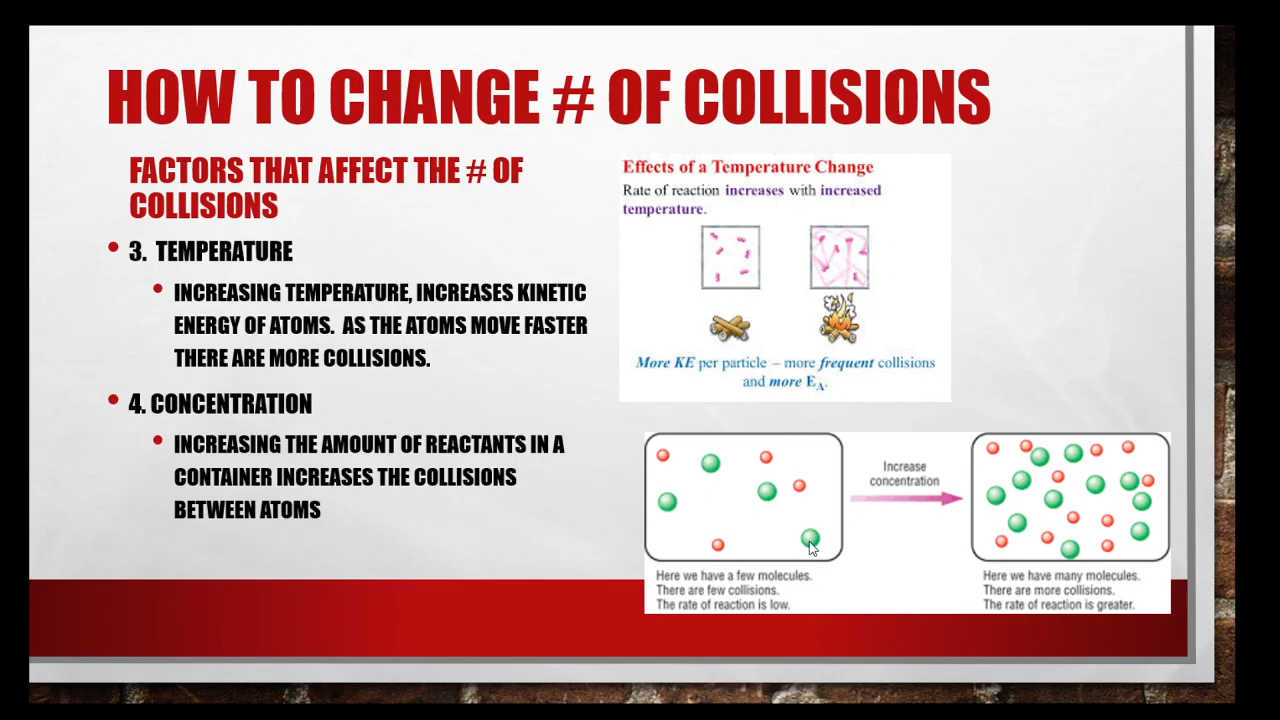 HOW TO CHANGE # OF COLLISIONS
FACTORS THAT AFFECT THE # OF
COLLISIONS
• 3. TEMPERATURE
• INCREASING TEMPERATURE, INCREASES KINETIC
ENERGY OF ATOMS. AS THE ATOMS MOVE FASTER
THERE ARE MORE COLLISIONS.
• 4. CONCENTRATION
• INCREASING THE AMOUNT OF REACTANTS IN A
CONTAINER INCREASES THE COLLISIONS
BETWEEN ATOMS
Effects of a Temperature Change
Rate of reaction increases with increased
temperature.
More KE per particle – more frequent collisions
and more EA.
Increase
concentration
Here we have a few molecules.
There are few collisions.
The rate of reaction is low.
Here we have many molecules.
There are more collisions.
The rate of reaction is greater.